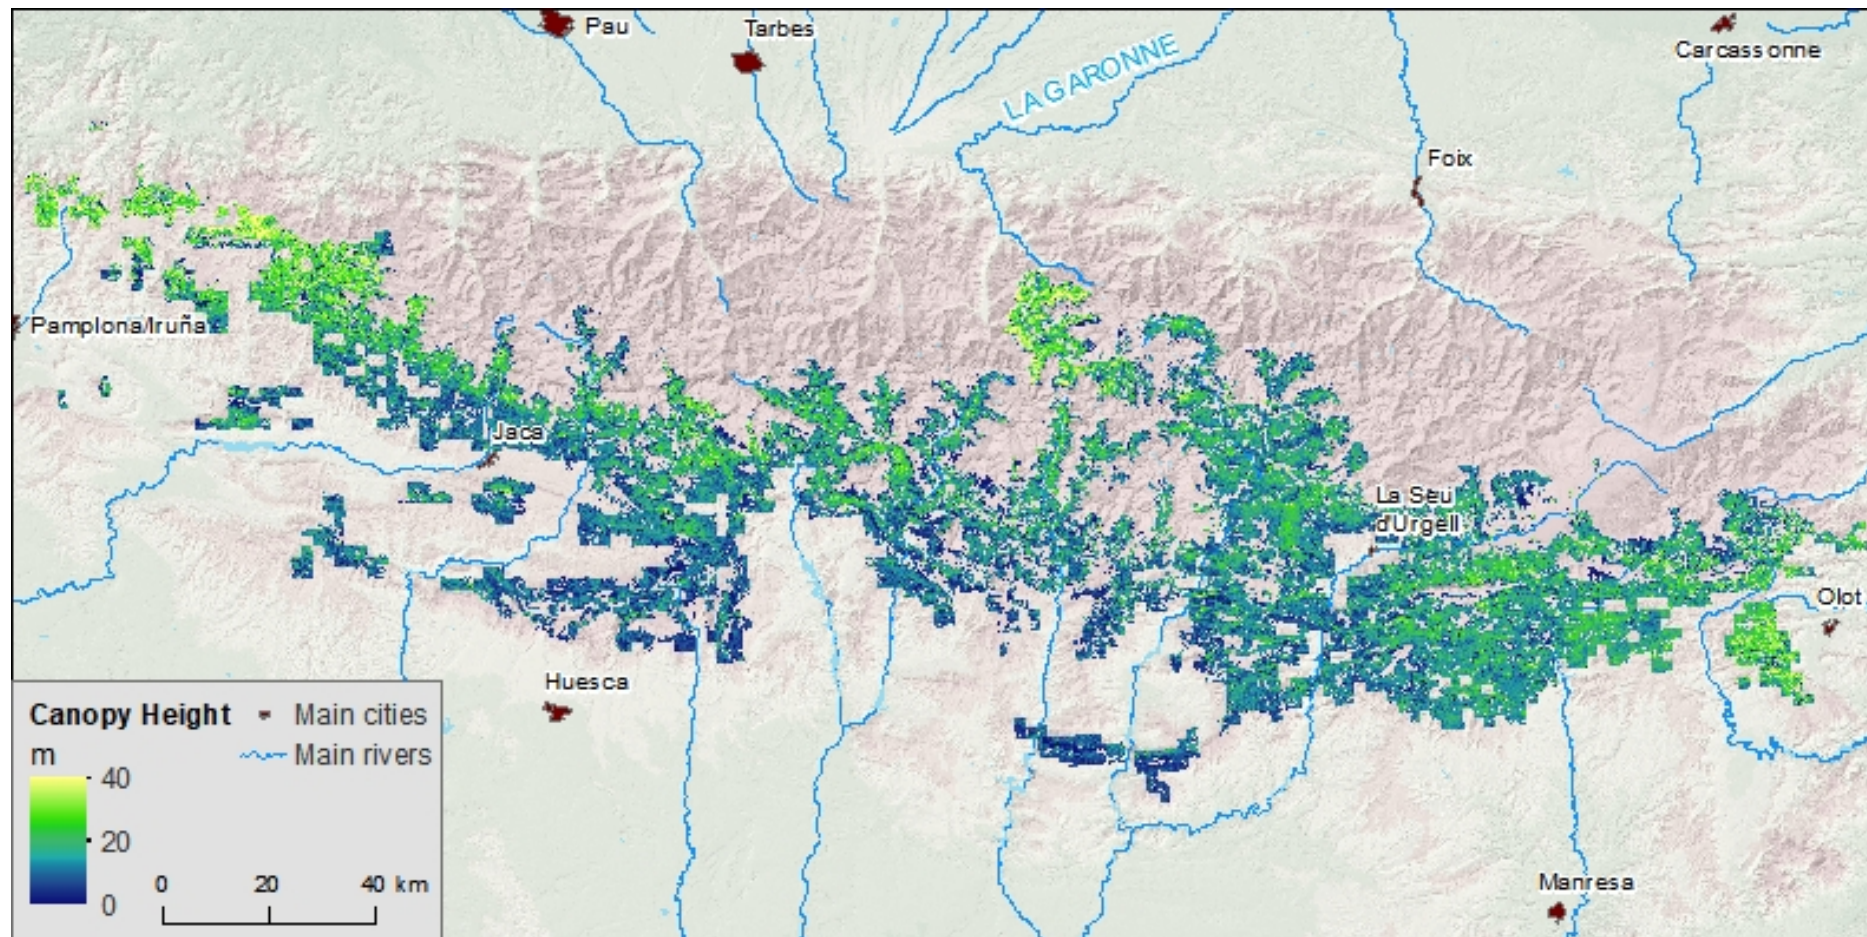 Pau
Tarbes
LA GARONNE
Carcassonne
Foix
Pamplona/Iruña
Jaca
La Seu
d'Urgell
Olot
Huesca
Manresa
Canopy Height
m
40
20
0
Main cities
Main rivers
0 20 40 km